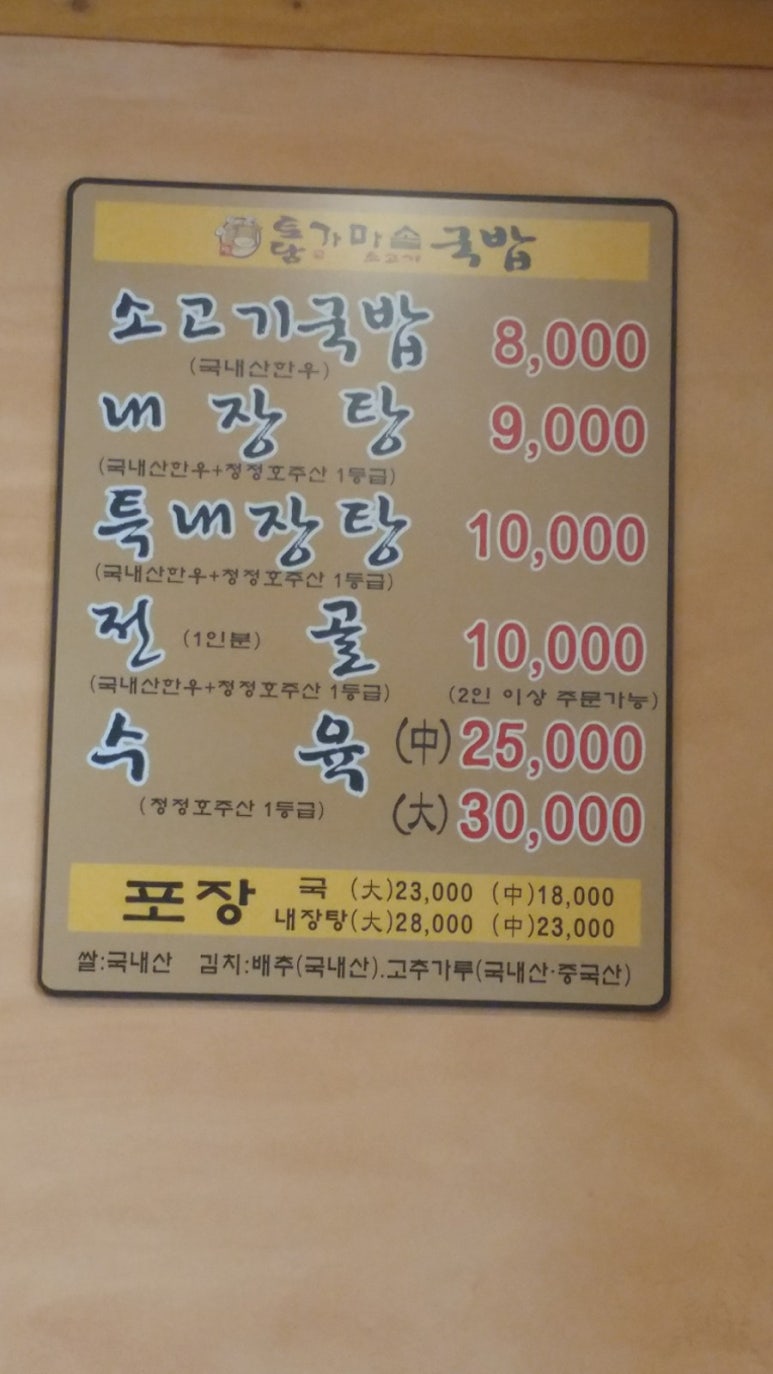 토담 가마솥 국밥
소고기
소고기국밥 8,000
(국내산한우)
내장탕 9,000
(국내산한우+청정호주산 1등급)
특내장탕 10,000
(국내산한우+청정호주산 1등급)
전 (1인분) 골 10,000
(국내산한우+청정호주산 1등급) (2인 이상 주문가능)
수육 (中) 25,000
(大) 30,000
(청정호주산 1등급)
포장 국 (大)23,000 (中)18,000
내장탕(大)28,000 (中)23,000
쌀:국내산 김치:배추(국내산).고추가루(국내산·중국산)